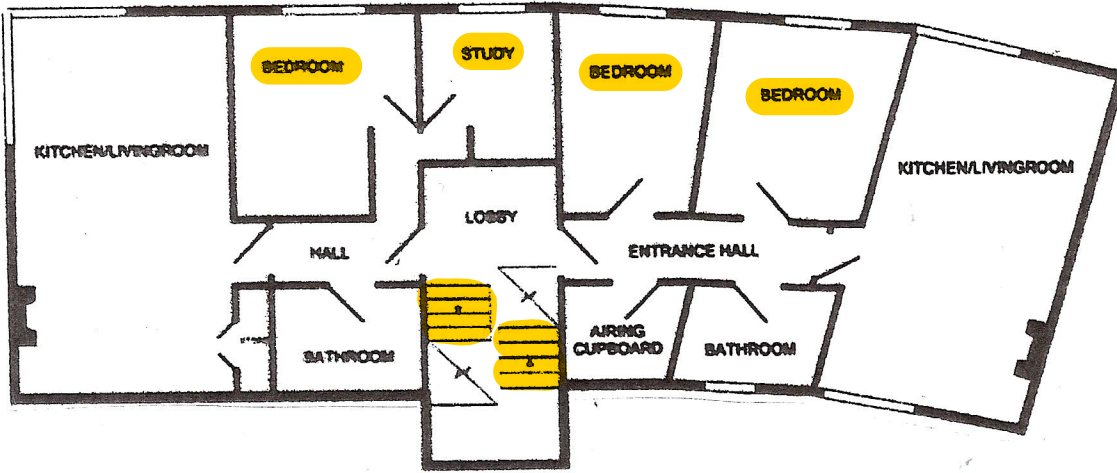 BEDROOM
STUDY
BEDROOM
BEDROOM
KITCHEN/LIVINGROOM
KITCHEN/LIVINGROOM
LOBBY
HALL
ENTRANCE HALL
BATHROOM
AIRING
CUPBOARD
BATHROOM